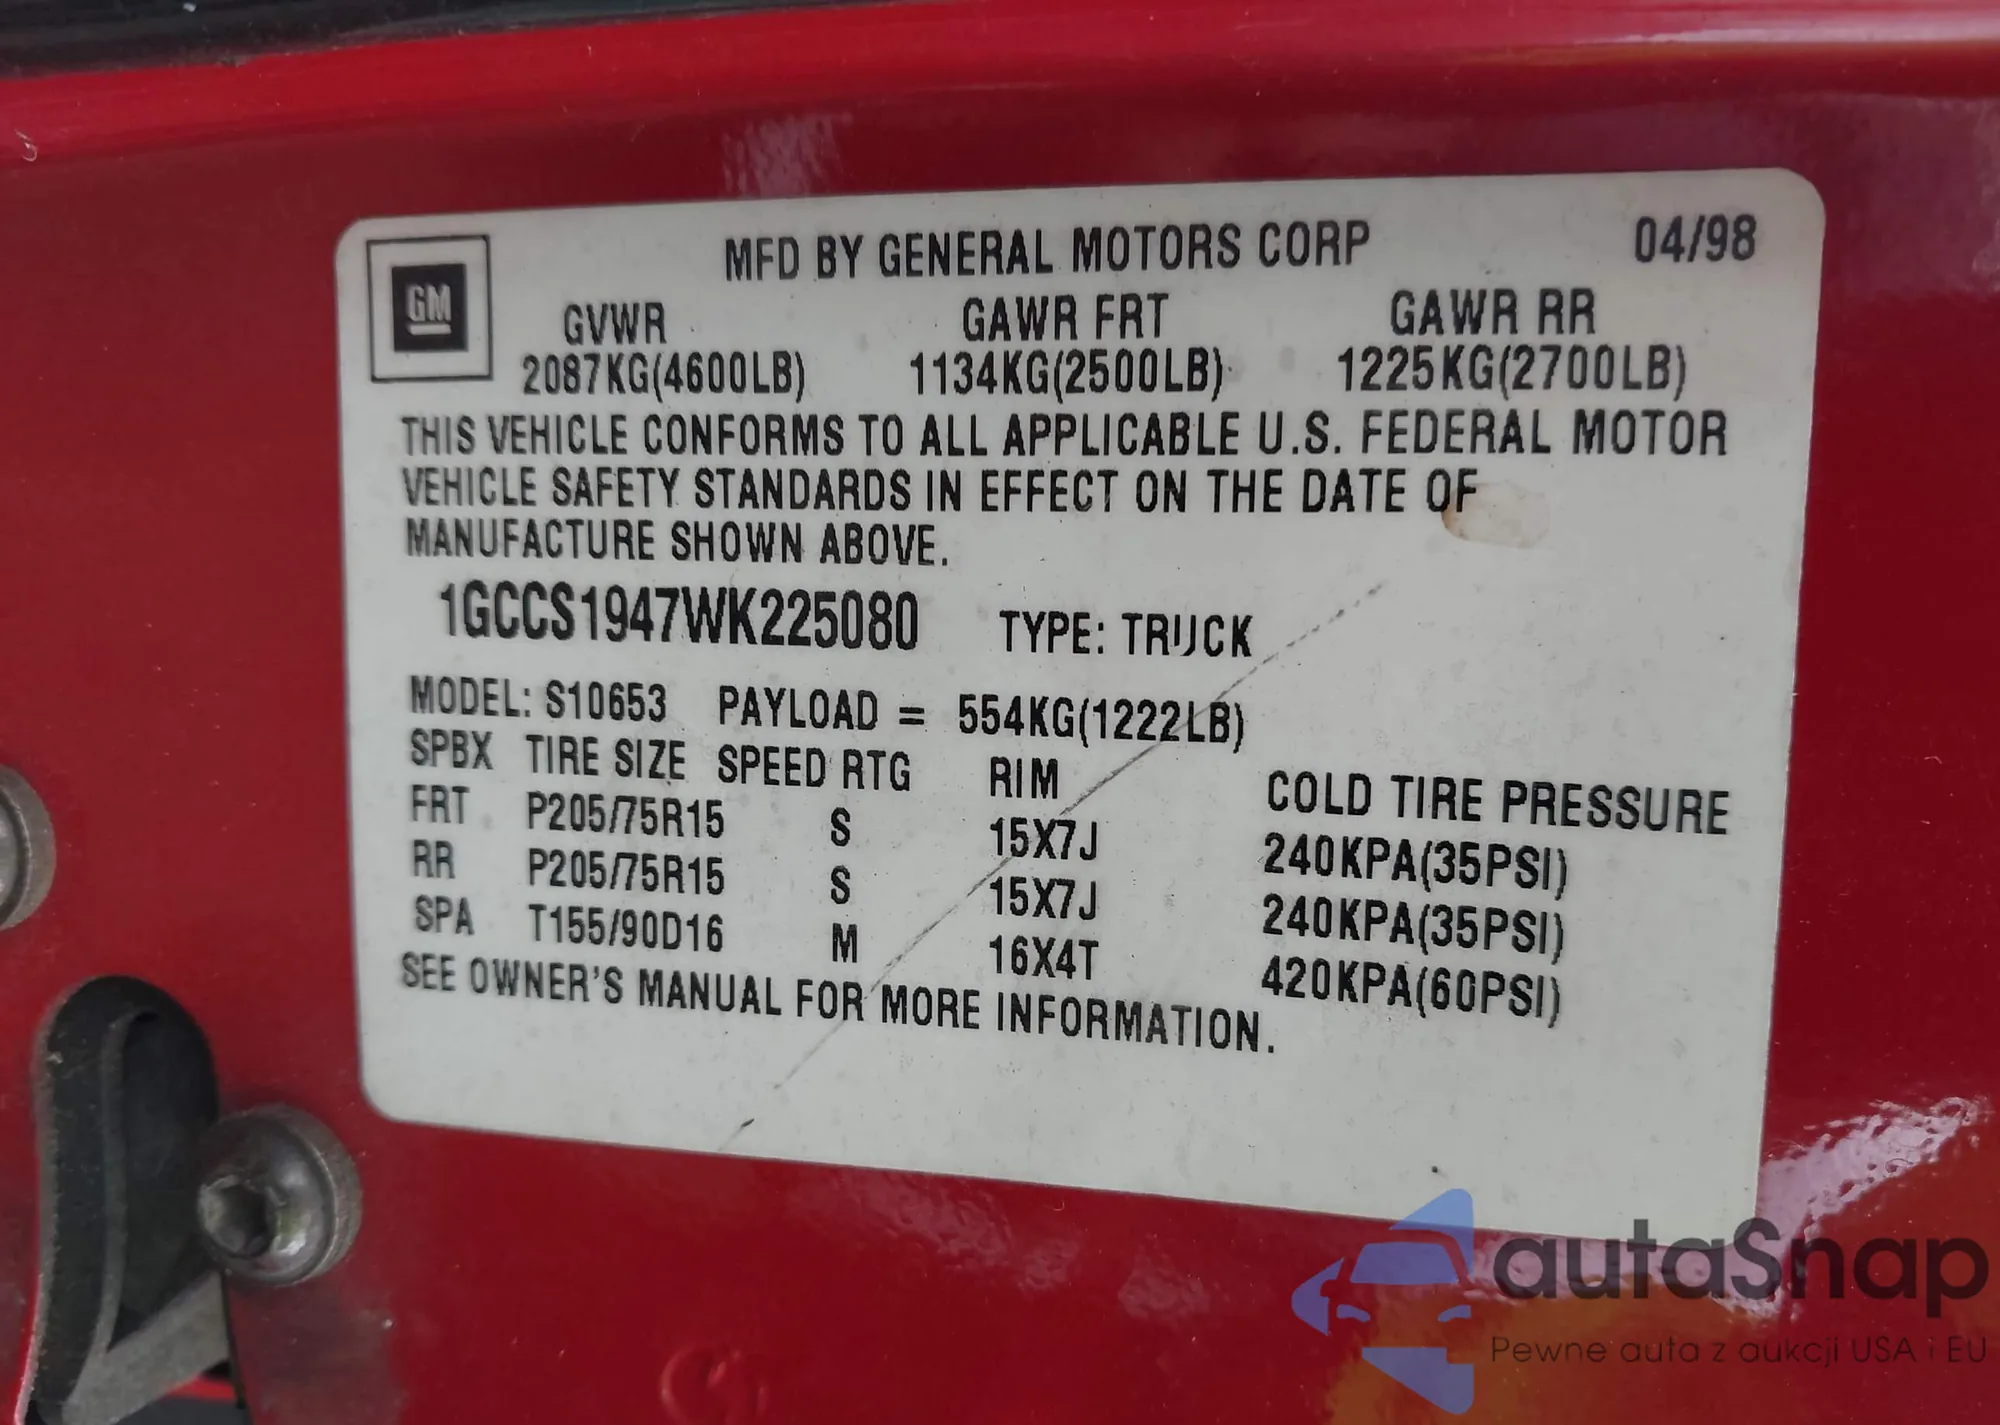 MFD BY GENERAL MOTORS CORP 04/98
GM
GVWR GAWR FRT GAWR RR
2087KG(4600LB) 1134KG(2500LB) 1225KG(2700LB)
THIS VEHICLE CONFORMS TO ALL APPLICABLE U.S. FEDERAL MOTOR
VEHICLE SAFETY STANDARDS IN EFFECT ON THE DATE OF
MANUFACTURE SHOWN ABOVE.
1GCCS1947WK225080 TYPE: TRUCK
MODEL: S10653 PAYLOAD = 554KG(1222LB)
SPBX TIRE SIZE SPEED RTG RIM COLD TIRE PRESSURE
FRT P205/75R15 S 15X7J 240KPA(35PSI)
RR P205/75R15 S 15X7J 240KPA(35PSI)
SPA T155/90D16 M 16X4T 420KPA(60PSI)
SEE OWNER'S MANUAL FOR MORE INFORMATION.
autaSnap
Pewne auta z aukcji USA i EU